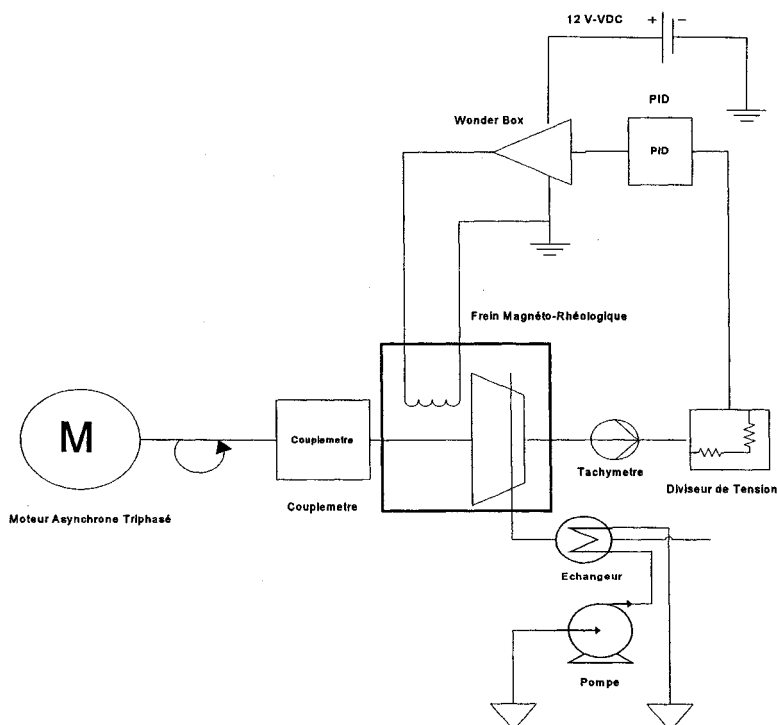 12 V-VDC
+ −
PID
Wonder Box
PID
Frein Magnéto-Rhéologique
M
Couplemetre
Tachymetre
Diviseur de Tension
Couplemetre
Moteur Asynchrone Triphasé
Echangeur
Pompe